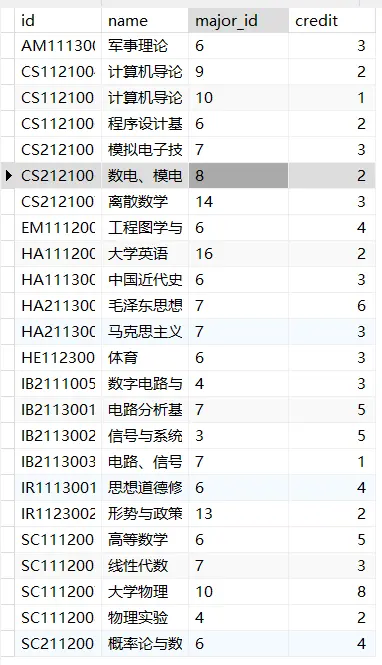 id name major_id credit
AM111300 军事理论 6 3
CS112100 计算机导论 9 2
CS112100 计算机导论 10 1
CS112100 程序设计基 6 2
CS212100 模拟电子技 7 3
CS212100 数电、模电 8 2
CS212100 离散数学 14 3
EM111200 工程图学与 6 4
HA111200 大学英语 16 2
HA111300 中国近代史 6 3
HA211300 毛泽东思想 7 6
HA211300 马克思主义 7 3
HE112300 体育 6 3
IB2111005 数字电路与 4 3
IB2113001 电路分析基 7 5
IB2113002 信号与系统 3 5
IB2113003 电路、信号 7 1
IR1113001 思想道德修 6 4
IR1123002 形势与政策 13 2
SC111200 高等数学 6 5
SC111200 线性代数 7 3
SC111200 大学物理 10 8
SC111200 物理实验 4 2
SC211200 概率论与数 6 4